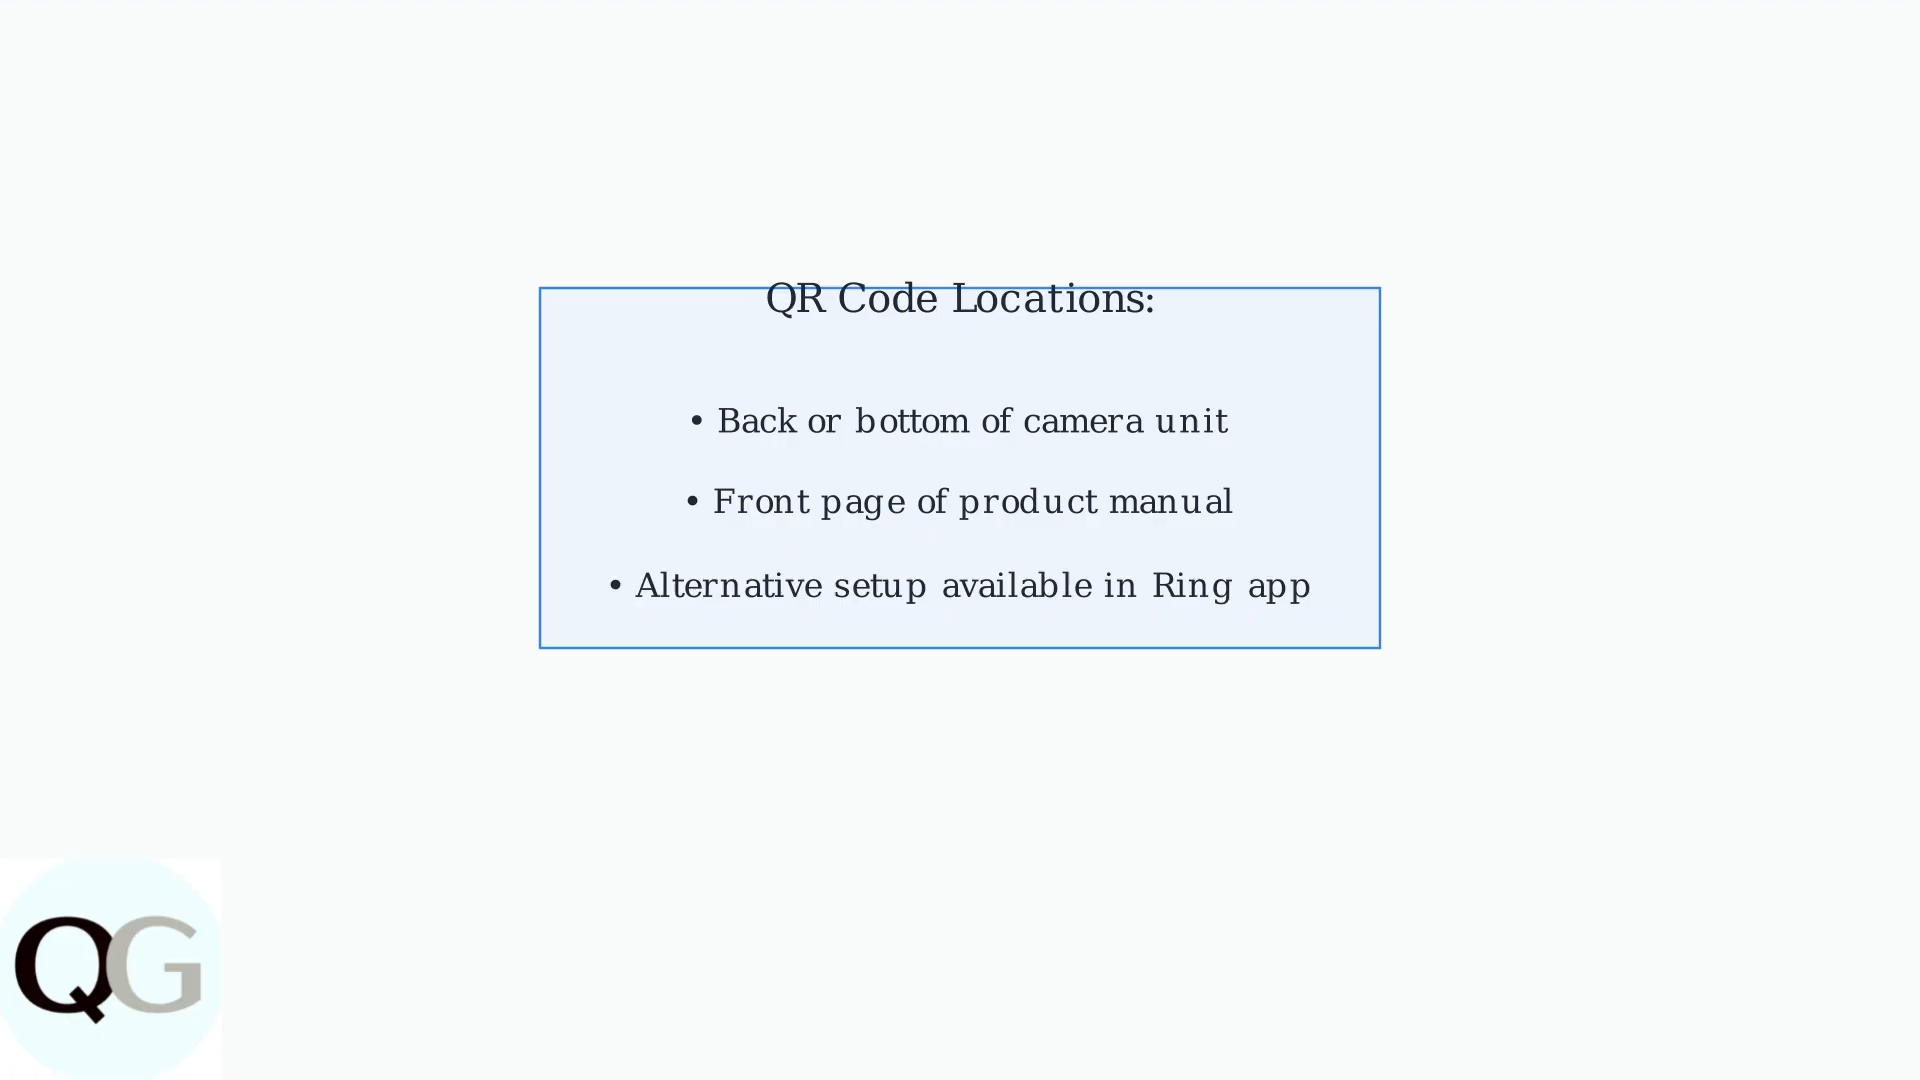 QR Code Locations:
• Back or bottom of camera unit
• Front page of product manual
• Alternative setup available in Ring app
QG